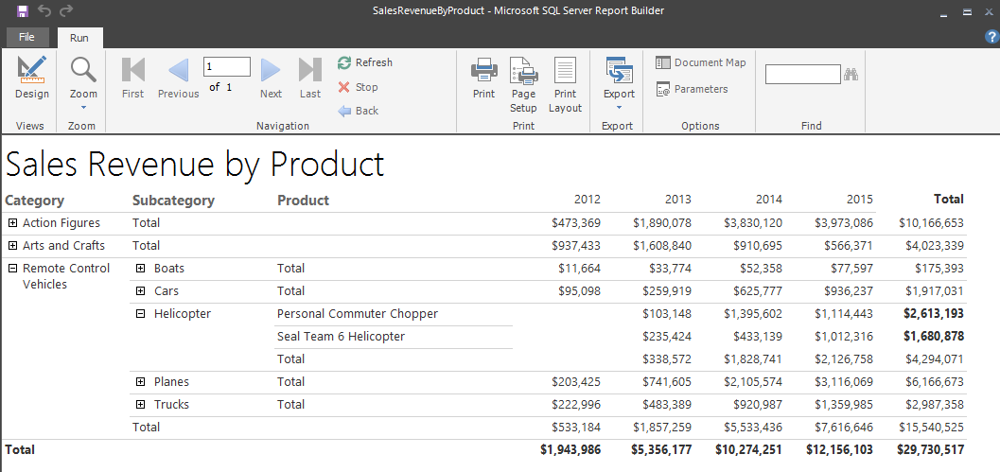 SalesRevenueByProduct - Microsoft SQL Server Report Builder
File Run
Design Zoom First Previous 1 of 1 Next Last Refresh Stop Back Print Page Setup Print Layout Export Document Map Parameters
Views Zoom Navigation Print Export Options Find
Sales Revenue by Product
Category Subcategory Product 2012 2013 2014 2015 Total
Action Figures Total $473,369 $1,890,078 $3,830,120 $3,973,086 $10,166,653
Arts and Crafts Total $937,433 $1,608,840 $910,695 $566,371 $4,023,339
Remote Control Vehicles Boats Total $11,664 $33,774 $52,358 $77,597 $175,393
Cars Total $95,098 $259,919 $625,777 $936,237 $1,917,031
Helicopter Personal Commuter Chopper $103,148 $1,395,602 $1,114,443 $2,613,193
Seal Team 6 Helicopter $235,424 $433,139 $1,012,316 $1,680,878
Total $338,572 $1,828,741 $2,126,758 $4,294,071
Planes Total $203,425 $741,605 $2,105,574 $3,116,069 $6,166,673
Trucks Total $222,996 $483,389 $920,987 $1,359,985 $2,987,358
Total $533,184 $1,857,259 $5,533,436 $7,616,646 $15,540,525
Total $1,943,986 $5,356,177 $10,274,251 $12,156,103 $29,730,517